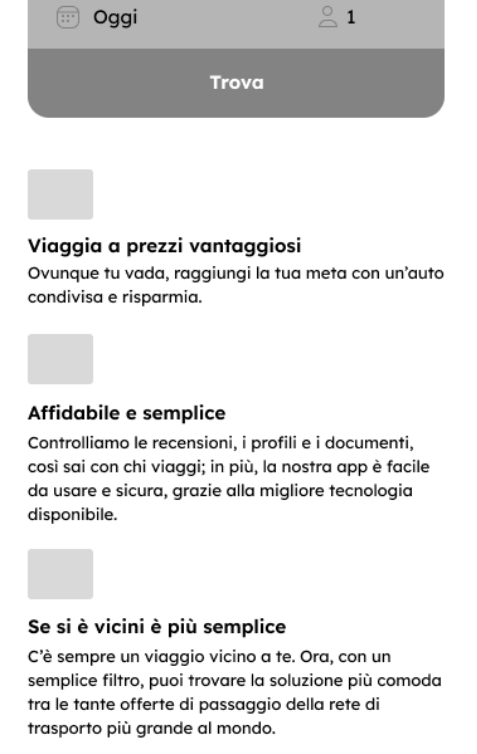 Oggi 1
Trova
Viaggia a prezzi vantaggiosi
Ovunque tu vada, raggiungi la tua meta con un'auto
condivisa e risparmia.
Affidabile e semplice
Controlliamo le recensioni, i profili e i documenti,
così sai con chi viaggi; in più, la nostra app è facile
da usare e sicura, grazie alla migliore tecnologia
disponibile.
Se si è vicini è più semplice
C'è sempre un viaggio vicino a te. Ora, con un
semplice filtro, puoi trovare la soluzione più comoda
tra le tante offerte di passaggio della rete di
trasporto più grande al mondo.